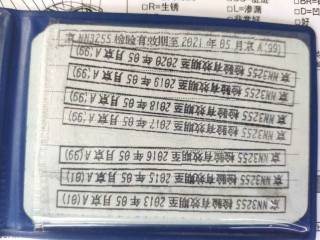 □R=生锈
□L=渗漏
京NN3255 检验有效期至 2021年05月京A(99)
京NN3255 检验有效期至 2020年05月京A(99)
京NN3255 检验有效期至 2019年05月京A(99)
京NN3255 检验有效期至 2018年05月京A(99)
京NN3255 检验有效期至 2017年05月京A(99)
京NN3255 检验有效期至 2016年05月京A(99)
京NN3255 检验有效期至 2015年05月京A(01)
京NN3255 检验有效期至 2013年05月京A(01)